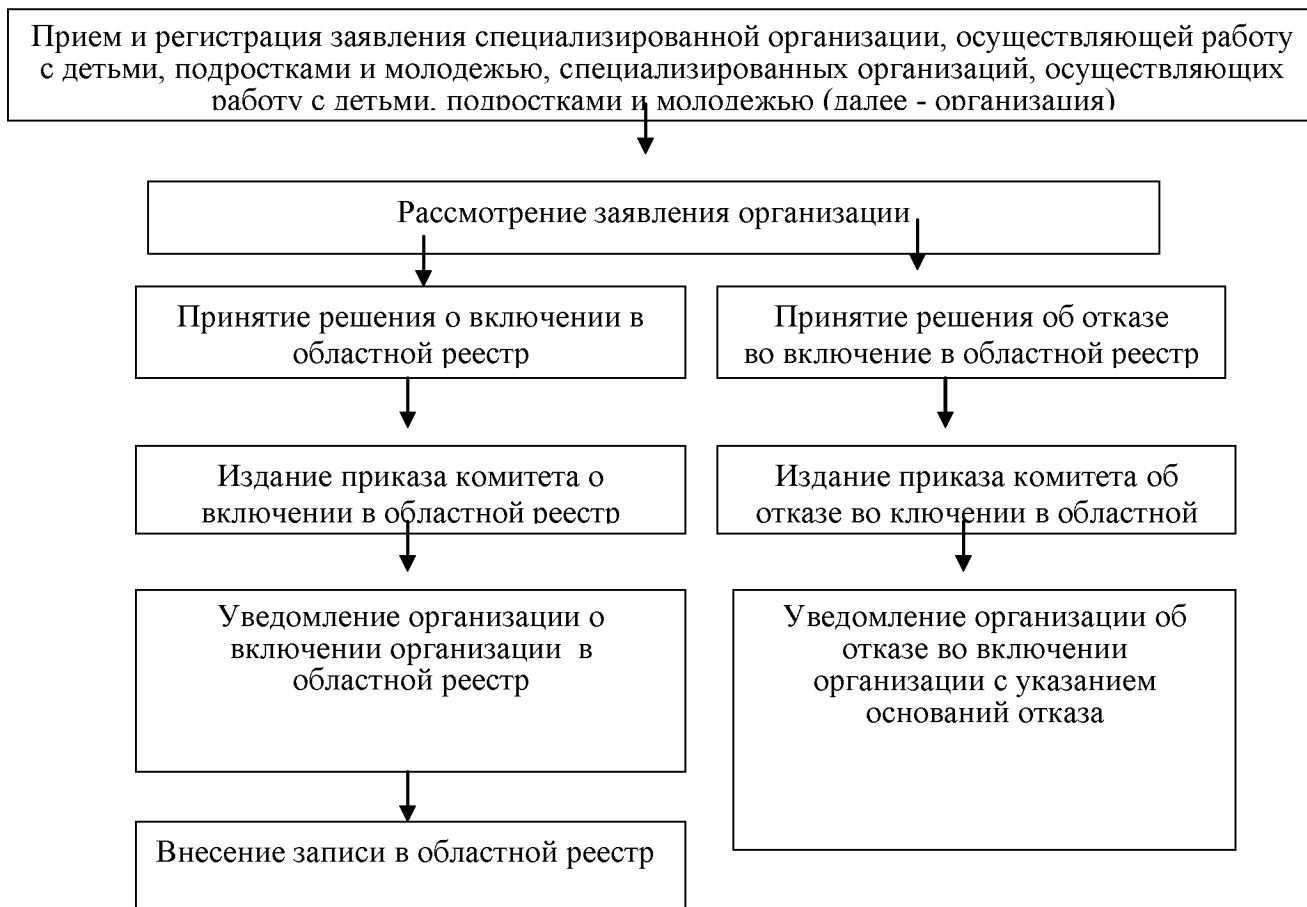 Прием и регистрация заявления специализированной организации, осуществляющей работу
с детьми, подростками и молодежью, специализированных организаций, осуществляющих
работу с детьми, подростками и молодежью (далее - организация)
Рассмотрение заявления организации
Принятие решения о включении в
областной реестр
Принятие решения об отказе
во включение в областной реестр
Издание приказа комитета о
включении в областной реестр
Издание приказа комитета об
отказе во ключении в областной
Уведомление организации о
включении организации в
областной реестр
Уведомление организации об
отказе во включении
организации с указанием
оснований отказа
Внесение записи в областной реестр